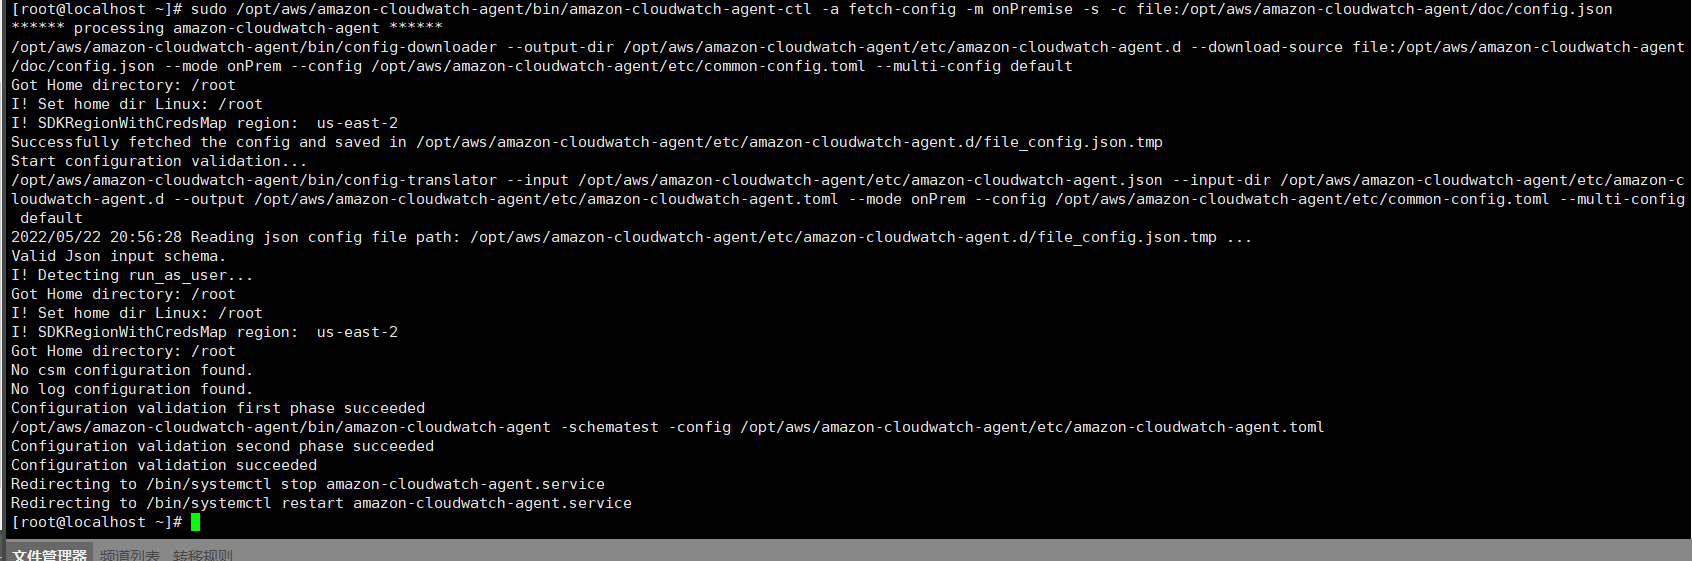 [root@localhost ~]# sudo /opt/aws/amazon-cloudwatch-agent/bin/amazon-cloudwatch-agent-ctl -a fetch-config -m onPremise -s -c file:/opt/aws/amazon-cloudwatch-agent/doc/config.json
****** processing amazon-cloudwatch-agent ******
/opt/aws/amazon-cloudwatch-agent/bin/config-downloader --output-dir /opt/aws/amazon-cloudwatch-agent/etc/amazon-cloudwatch-agent.d --download-source file:/opt/aws/amazon-cloudwatch-agent
/doc/config.json --mode onPrem --config /opt/aws/amazon-cloudwatch-agent/etc/common-config.toml --multi-config default
Got Home directory: /root
I! Set home dir Linux: /root
I! SDKRegionWithCredsMap region:  us-east-2
Successfully fetched the config and saved in /opt/aws/amazon-cloudwatch-agent/etc/amazon-cloudwatch-agent.d/file_config.json.tmp
Start configuration validation...
/opt/aws/amazon-cloudwatch-agent/bin/config-translator --input /opt/aws/amazon-cloudwatch-agent/etc/amazon-cloudwatch-agent.json --input-dir /opt/aws/amazon-cloudwatch-agent/etc/amazon-c
loudwatch-agent.d --output /opt/aws/amazon-cloudwatch-agent/etc/amazon-cloudwatch-agent.toml --mode onPrem --config /opt/aws/amazon-cloudwatch-agent/etc/common-config.toml --multi-config
 default
2022/05/22 20:56:28 Reading json config file path: /opt/aws/amazon-cloudwatch-agent/etc/amazon-cloudwatch-agent.d/file_config.json.tmp ...
Valid Json input schema.
I! Detecting run_as_user...
Got Home directory: /root
I! Set home dir Linux: /root
I! SDKRegionWithCredsMap region:  us-east-2
Got Home directory: /root
No csm configuration found.
No log configuration found.
Configuration validation first phase succeeded
/opt/aws/amazon-cloudwatch-agent/bin/amazon-cloudwatch-agent -schematest -config /opt/aws/amazon-cloudwatch-agent/etc/amazon-cloudwatch-agent.toml
Configuration validation second phase succeeded
Configuration validation succeeded
Redirecting to /bin/systemctl stop amazon-cloudwatch-agent.service
Redirecting to /bin/systemctl restart amazon-cloudwatch-agent.service
[root@localhost ~]#
文件管理器 频道列表 转移规则